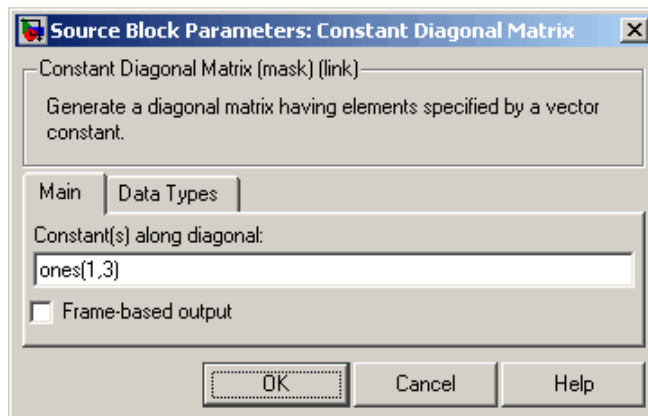 Source Block Parameters: Constant Diagonal Matrix
Constant Diagonal Matrix (mask) (link)
Generate a diagonal matrix having elements specified by a vector
constant.
Main Data Types
Constant(s) along diagonal:
ones(1,3)
Frame-based output
OK Cancel Help